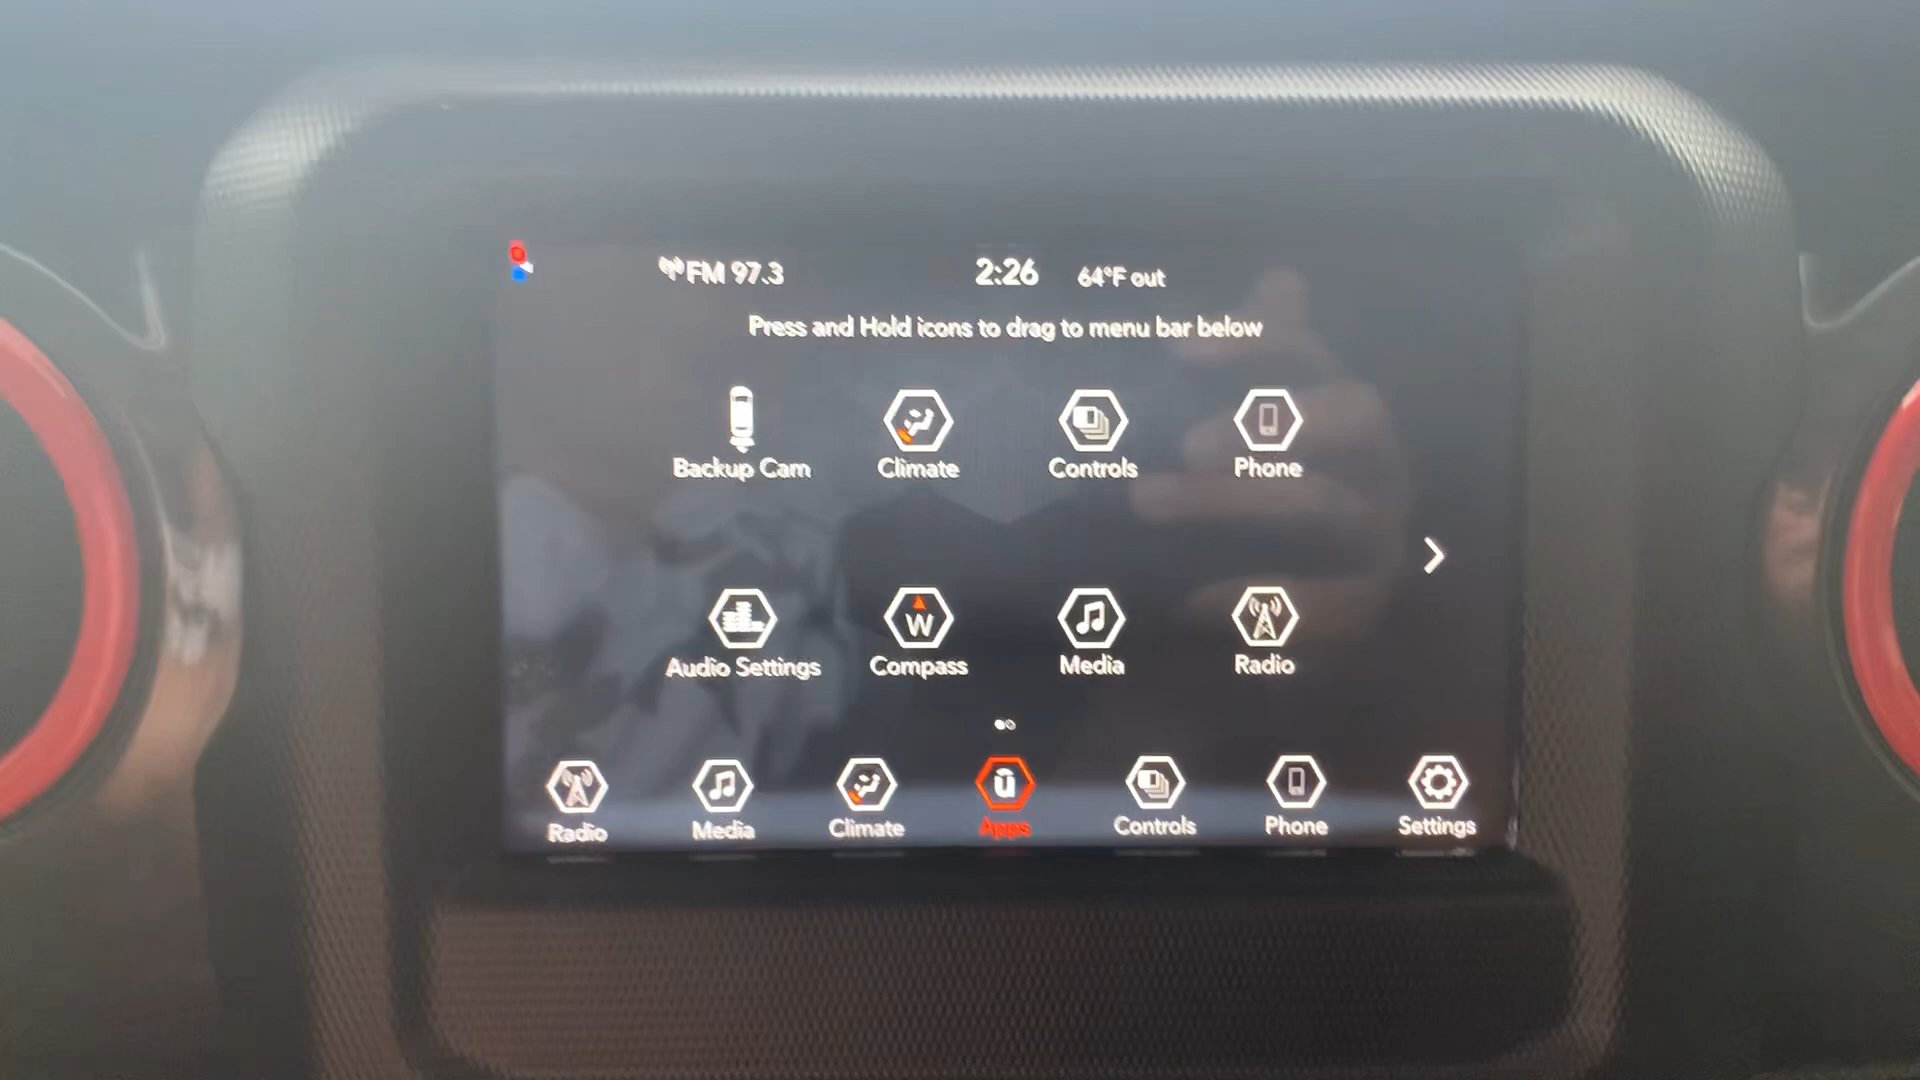 FM 97.3 2:26 64°F out
Press and Hold icons to drag to menu bar below
Backup Cam Climate Controls Phone
W
Audio Settings Compass Media Radio
u
Radio Media Climate Apps Controls Phone Settings